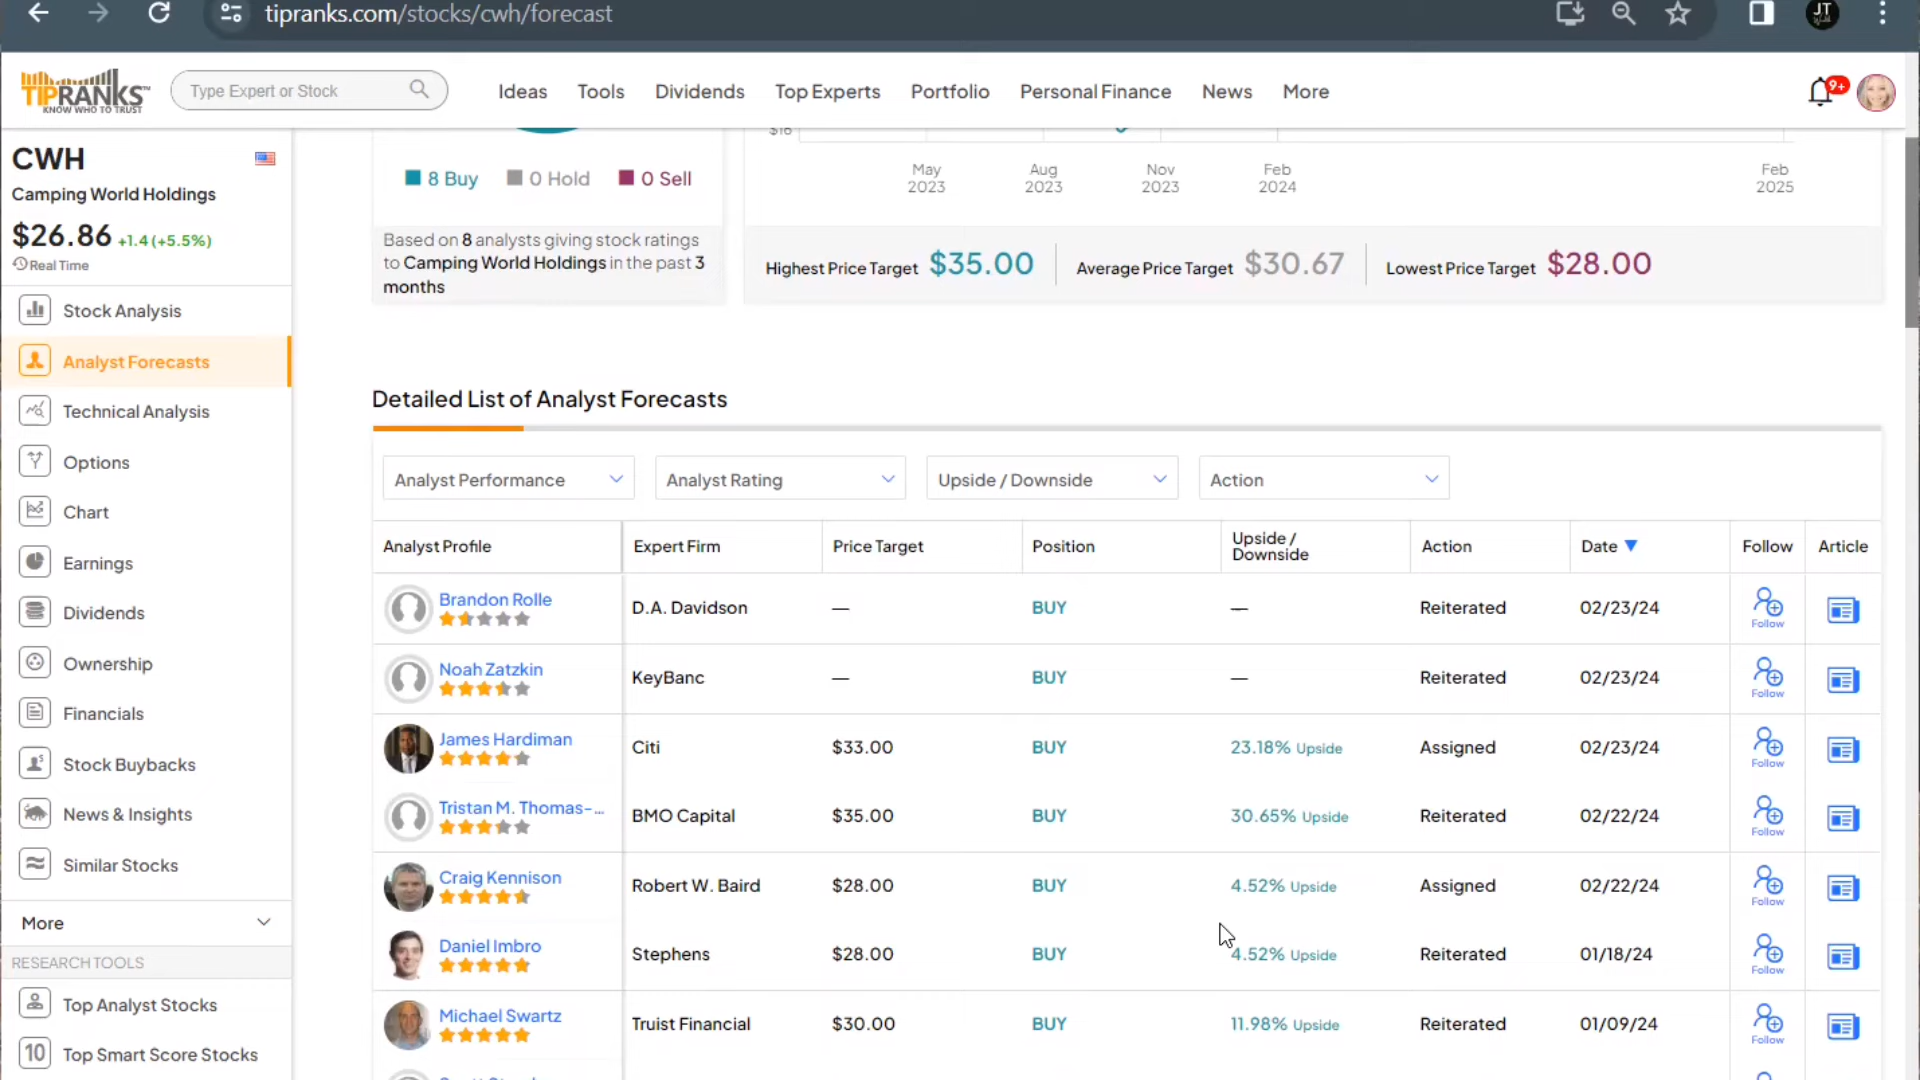 tipranks.com/stocks/cwh/forecast
JT
TIPRANKS™
KNOW WHO TO TRUST
Type Expert or Stock
Ideas Tools Dividends Top Experts Portfolio Personal Finance News More
9+
CWH
Camping World Holdings
$26.86 +1.4 (+5.5%)
Real Time
Stock Analysis
Analyst Forecasts
Technical Analysis
Options
Chart
Earnings
Dividends
Ownership
Financials
Stock Buybacks
News & Insights
Similar Stocks
More
RESEARCH TOOLS
Top Analyst Stocks
10 Top Smart Score Stocks
8 Buy 0 Hold 0 Sell
Based on 8 analysts giving stock ratings
to Camping World Holdings in the past 3
months
$16
May Aug Nov Feb Feb
2023 2023 2023 2024 2025
Highest Price Target $35.00 Average Price Target $30.67 Lowest Price Target $28.00
Detailed List of Analyst Forecasts
Analyst Performance Analyst Rating Upside / Downside Action
Analyst Profile Expert Firm Price Target Position Upside / Downside Action Date ▼ Follow Article
Brandon Rolle D.A. Davidson — BUY — Reiterated 02/23/24 Follow
Noah Zatzkin KeyBanc — BUY — Reiterated 02/23/24 Follow
James Hardiman Citi $33.00 BUY 23.18% Upside Assigned 02/23/24 Follow
Tristan M. Thomas-... BMO Capital $35.00 BUY 30.65% Upside Reiterated 02/22/24 Follow
Craig Kennison Robert W. Baird $28.00 BUY 4.52% Upside Assigned 02/22/24 Follow
Daniel Imbro Stephens $28.00 BUY 4.52% Upside Reiterated 01/18/24 Follow
Michael Swartz Truist Financial $30.00 BUY 11.98% Upside Reiterated 01/09/24 Follow